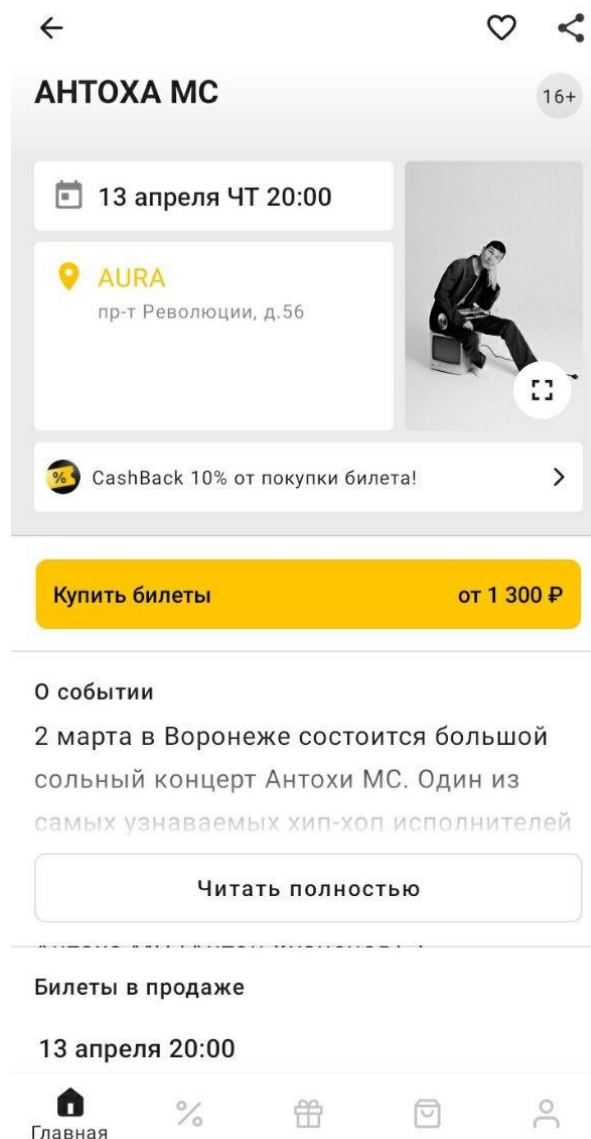 АНТОХА МС
16+
13 апреля ЧТ 20:00
AURA
пр-т Революции, д.56
% CashBack 10% от покупки билета!
Купить билеты от 1 300 ₽
О событии
2 марта в Воронеже состоится большой
сольный концерт Антохи МС. Один из
самых узнаваемых хип-хоп исполнителей
Читать полностью
Билеты в продаже
13 апреля 20:00
Главная